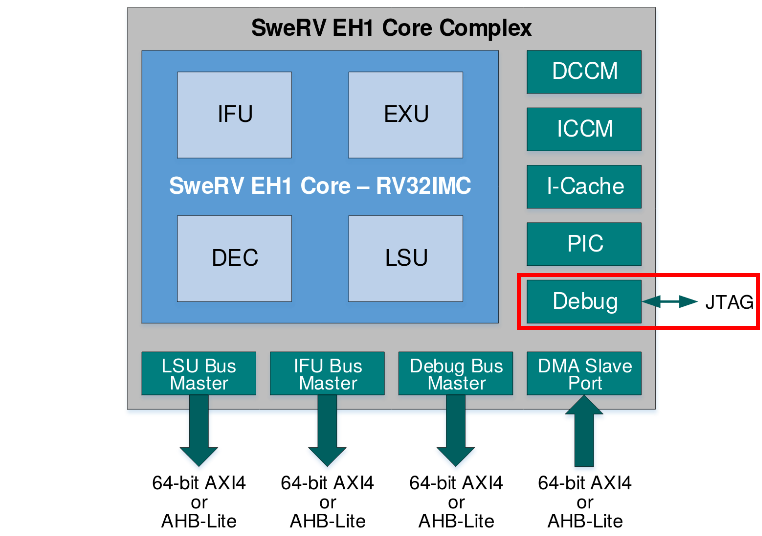 SweRV EH1 Core Complex
IFU
EXU
SweRV EH1 Core – RV32IMC
DEC
LSU
DCCM
ICCM
I-Cache
PIC
Debug
JTAG
LSU Bus
Master
IFU Bus
Master
Debug Bus
Master
DMA Slave
Port
64-bit AXI4
or
AHB-Lite
64-bit AXI4
or
AHB-Lite
64-bit AXI4
or
AHB-Lite
64-bit AXI4
or
AHB-Lite